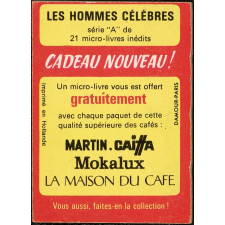 LES HOMMES CÉLÈBRES
série "A" de
21 micro-livres inédits
CADEAU NOUVEAU !
Un micro-livre vous est offert
gratuitement
avec chaque paquet de cette
qualité supérieure des cafés :
MARTIN . Caïffa
Mokalux
LA MAISON DU CAFE
Vous aussi, faites-en la collection !
imprimé en Hollande
DAMOUR-PARIS